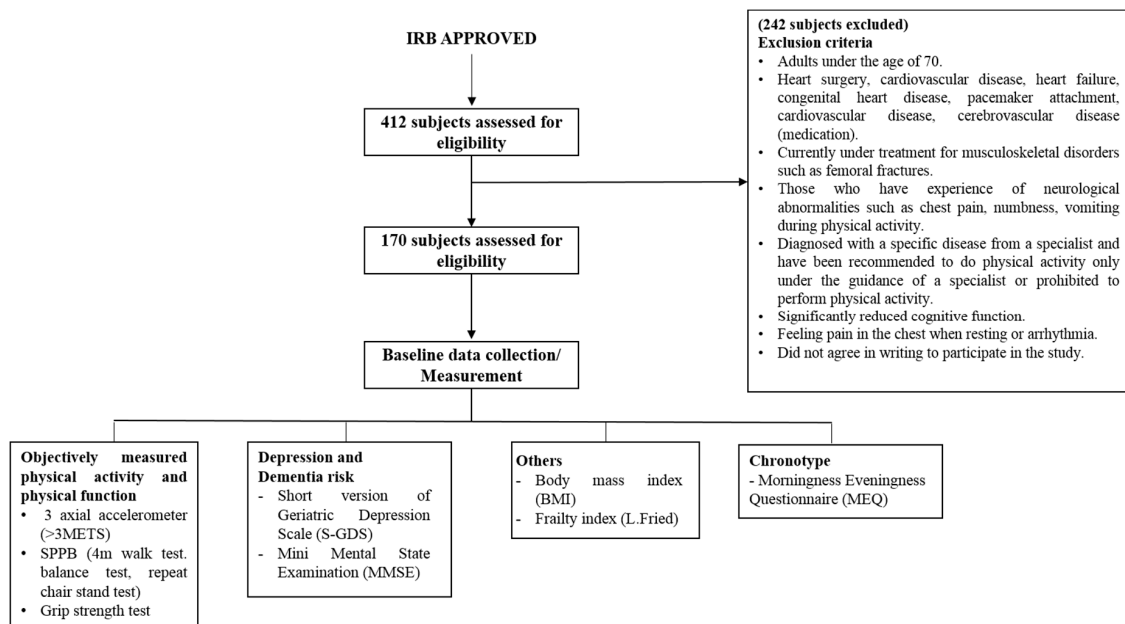 IRB APPROVED
412 subjects assessed for
eligibility
(242 subjects excluded)
Exclusion criteria
• Adults under the age of 70.
• Heart surgery, cardiovascular disease, heart failure,
congenital heart disease, pacemaker attachment,
cardiovascular disease, cerebrovascular disease
(medication).
• Currently under treatment for musculoskeletal disorders
such as femoral fractures.
• Those who have experience of neurological
abnormalities such as chest pain, numbness, vomiting
during physical activity.
• Diagnosed with a specific disease from a specialist and
have been recommended to do physical activity only
under the guidance of a specialist or prohibited to
perform physical activity.
• Significantly reduced cognitive function.
• Feeling pain in the chest when resting or arrhythmia.
• Did not agree in writing to participate in the study.
170 subjects assessed for
eligibility
Baseline data collection/
Measurement
Objectively measured
physical activity and
physical function
• 3 axial accelerometer
(>3METS)
• SPPB (4m walk test.
balance test, repeat
chair stand test)
• Grip strength test
Depression and
Dementia risk
- Short version of
Geriatric Depression
Scale (S-GDS)
- Mini Mental State
Examination (MMSE)
Others
- Body mass index
(BMI)
- Frailty index (L.Fried)
Chronotype
- Morningness Eveningness
Questionnaire (MEQ)